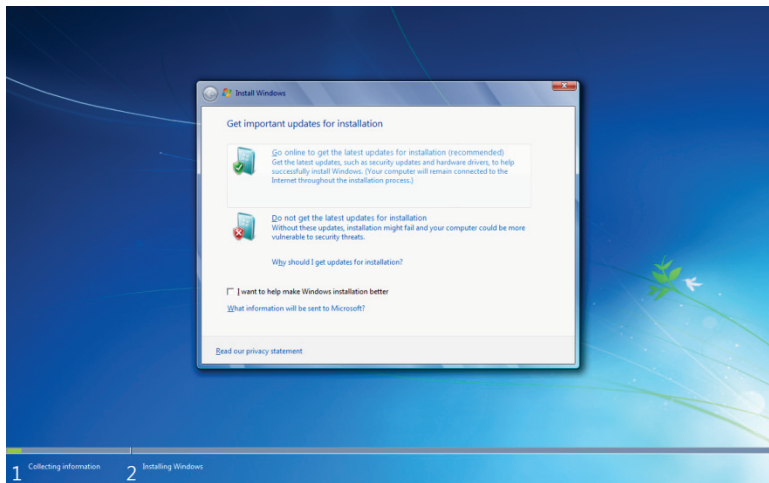 Install Windows
Get important updates for installation
Go online to get the latest updates for installation (recommended)
Get the latest updates, such as security updates and hardware drivers, to help
successfully install Windows. (Your computer will remain connected to the
Internet throughout the installation process.)
Do not get the latest updates for installation
Without these updates, installation might fail and your computer could be more
vulnerable to security threats.
Why should I get updates for installation?
I want to help make Windows installation better
What information will be sent to Microsoft?
Read our privacy statement
1 Collecting information 2 Installing Windows